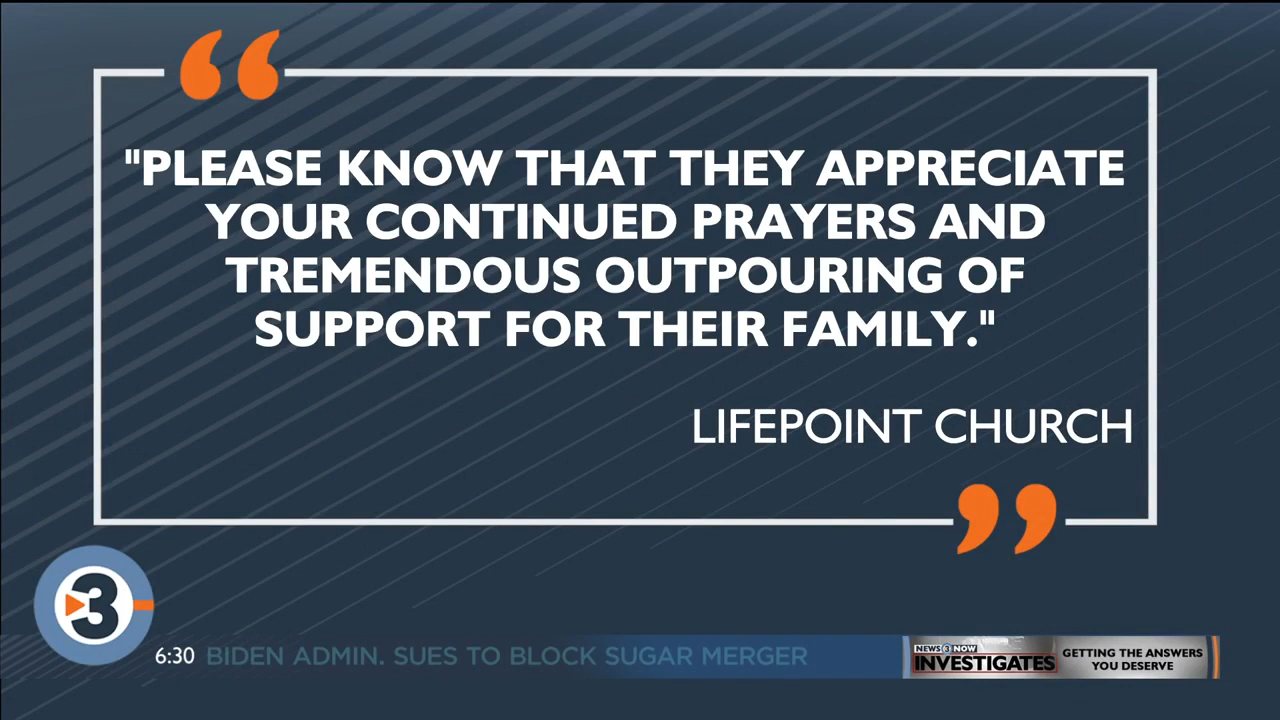 "PLEASE KNOW THAT THEY APPRECIATE
YOUR CONTINUED PRAYERS AND
TREMENDOUS OUTPOURING OF
SUPPORT FOR THEIR FAMILY."
LIFEPOINT CHURCH
3
6:30 BIDEN ADMIN. SUES TO BLOCK SUGAR MERGER
NEWS 3 NOW
INVESTIGATES
GETTING THE ANSWERS
YOU DESERVE